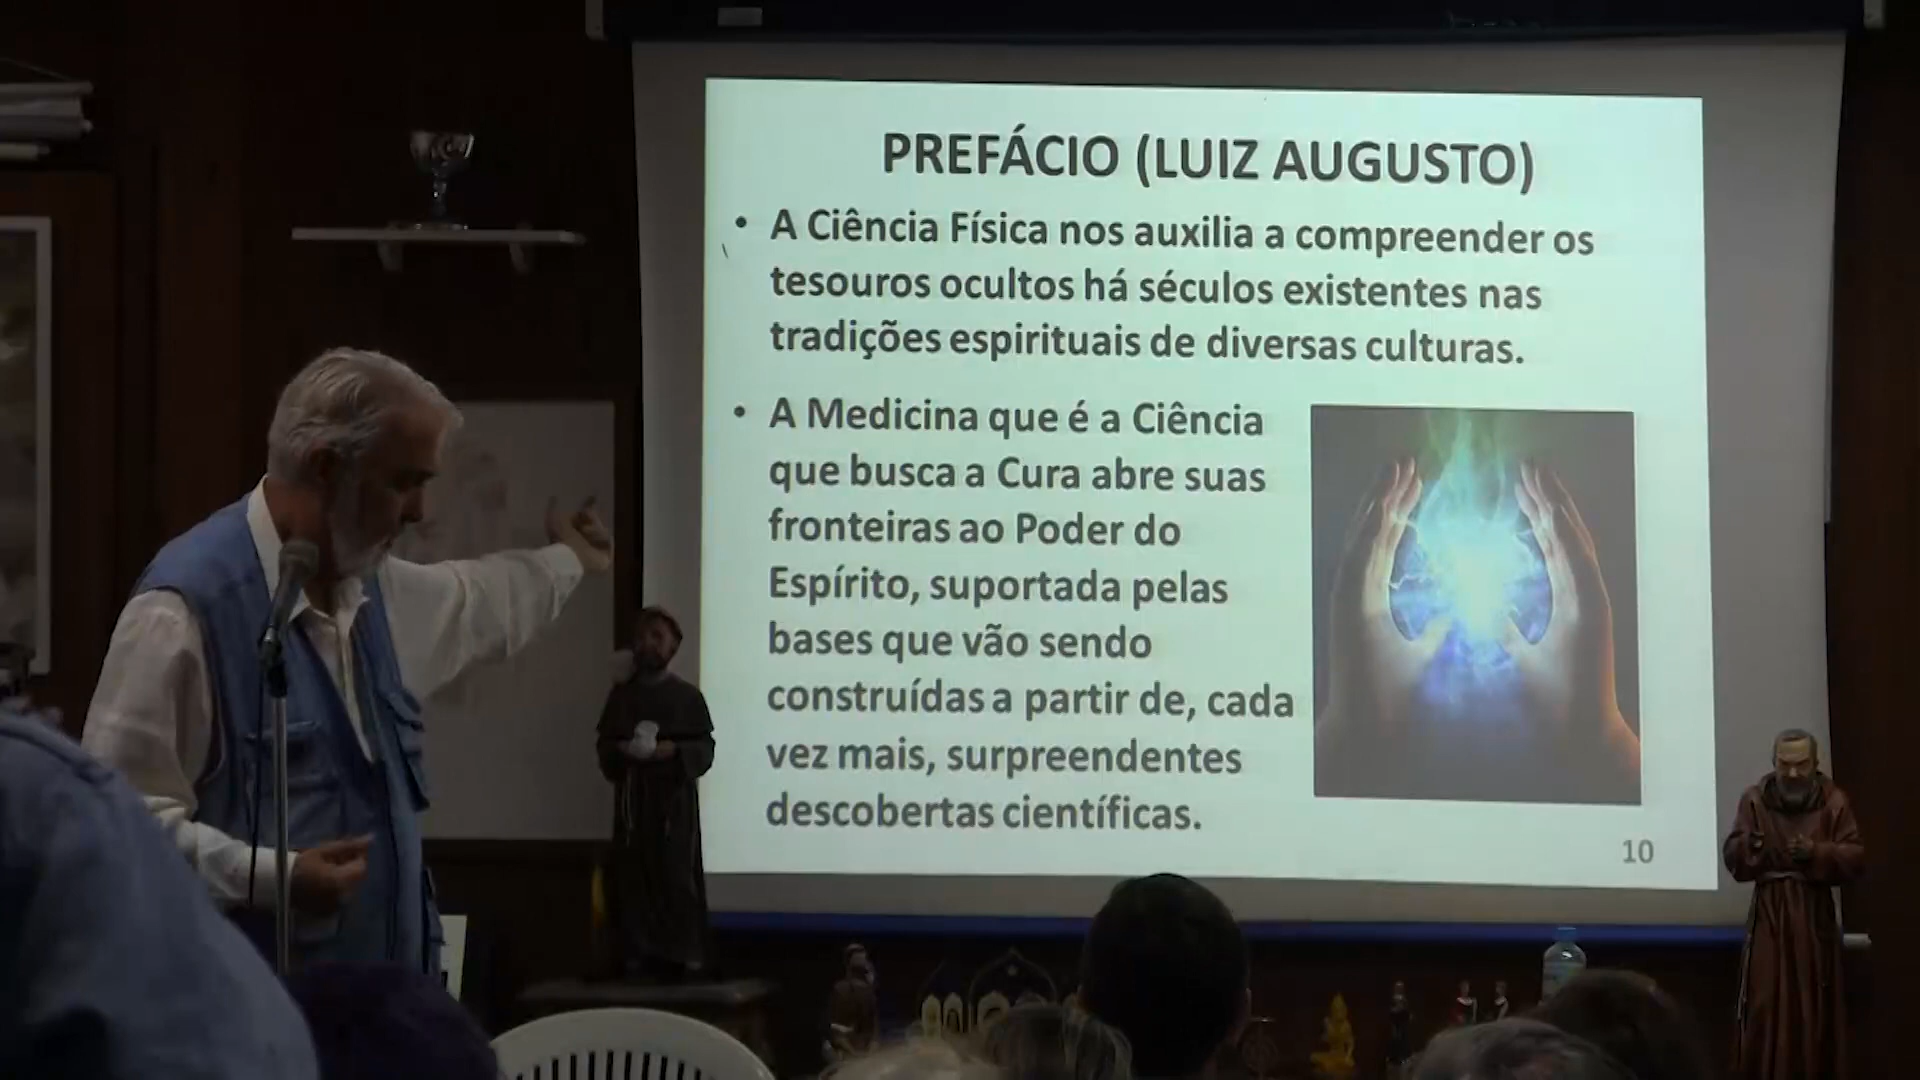 PREFÁCIO (LUIZ AUGUSTO)
• A Ciência Física nos auxilia a compreender os
tesouros ocultos há séculos existentes nas
tradições espirituais de diversas culturas.
• A Medicina que é a Ciência
que busca a Cura abre suas
fronteiras ao Poder do
Espírito, suportada pelas
bases que vão sendo
construídas a partir de, cada
vez mais, surpreendentes
descobertas científicas.
10